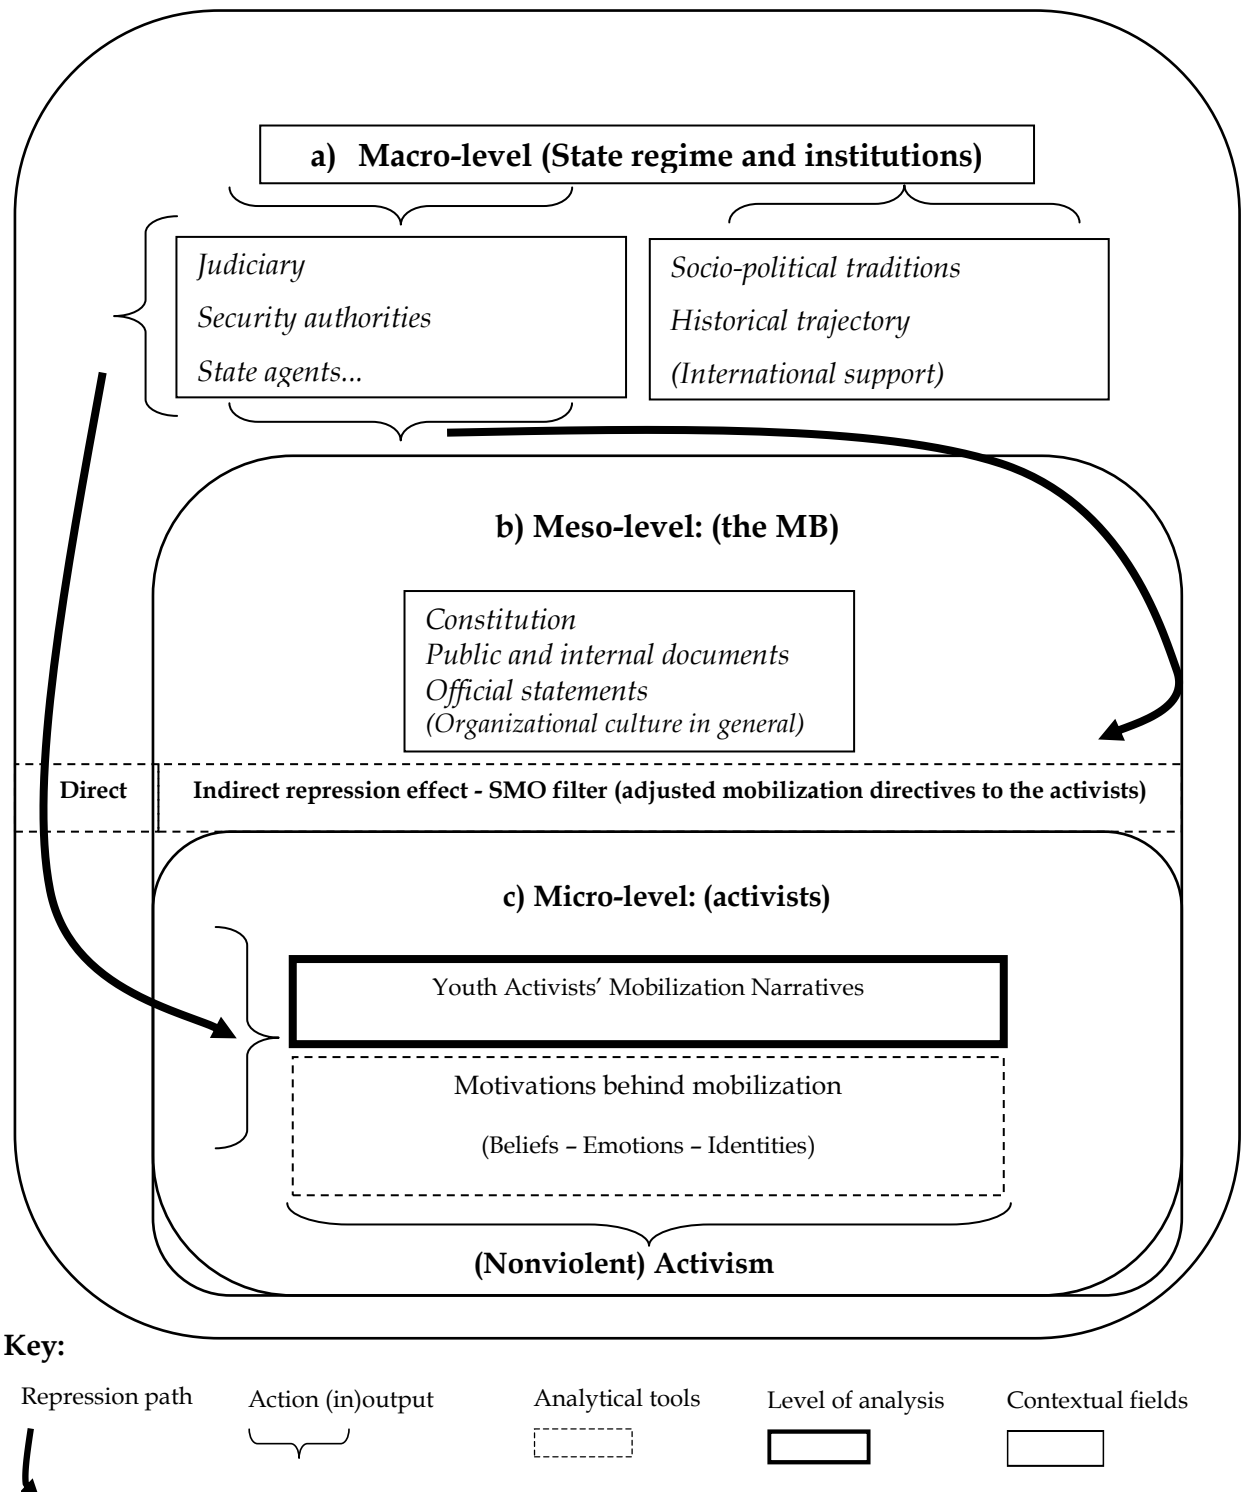 a) Macro-level (State regime and institutions)
Judiciary
Security authorities
State agents...
Socio-political traditions
Historical trajectory
(International support)
b) Meso-level: (the MB)
Constitution
Public and internal documents
Official statements
(Organizational culture in general)
Direct
Indirect repression effect - SMO filter (adjusted mobilization directives to the activists)
c) Micro-level: (activists)
Youth Activists’ Mobilization Narratives
Motivations behind mobilization
(Beliefs – Emotions – Identities)
(Nonviolent) Activism
Key:
Repression path
Action (in)output
Analytical tools
Level of analysis
Contextual fields